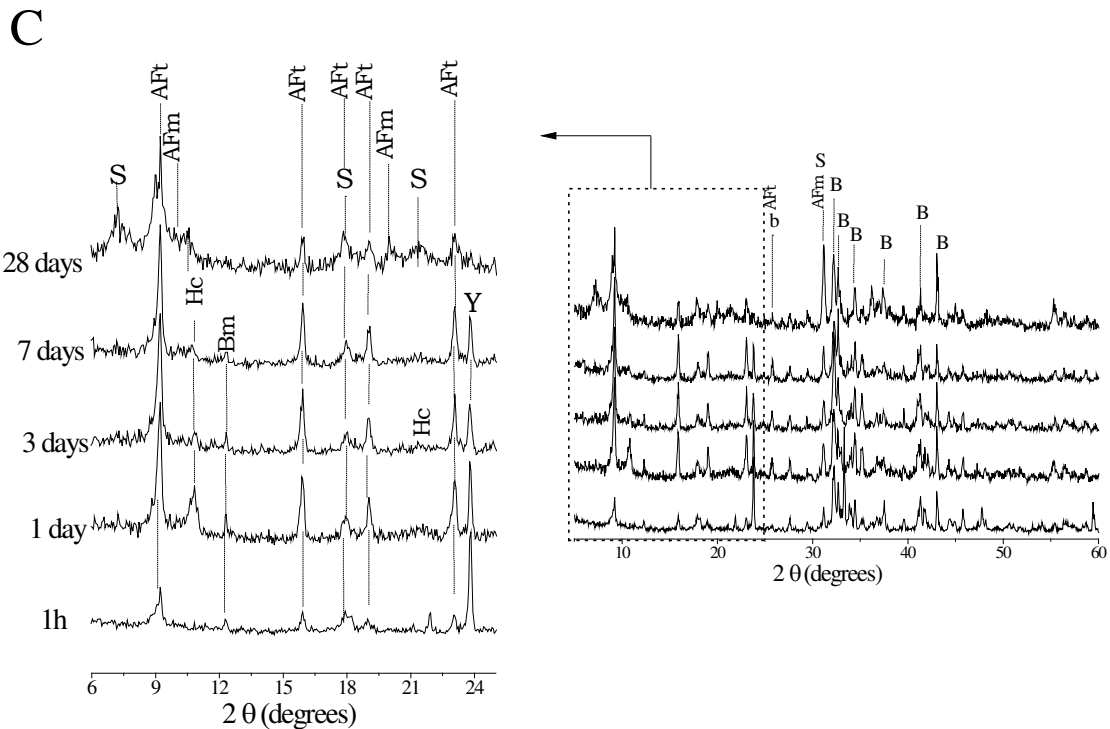 C
AFt
AFm
AFt
AFt
AFt
AFm
AFt
S
S
S
28 days
Hc
Bm
Y
7 days
Hc
3 days
1 day
1h
6 9 12 15 18 21 24
2 θ (degrees)
AFm S
b AFt
B
B
B
B
B
B
10 20 30 40 50 60
2 θ (degrees)